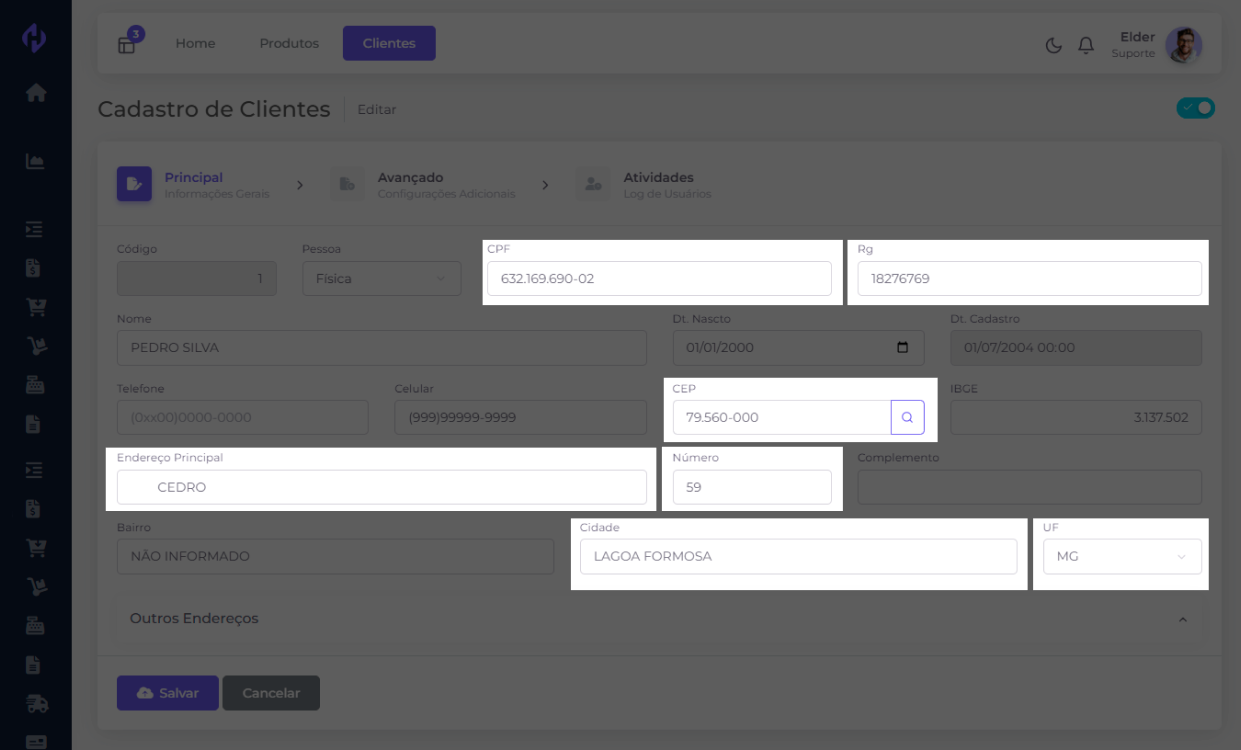 3
Home
Produtos
Clientes
Elder
Suporte
Cadastro de Clientes
Editar
Principal
Informações Gerais
Avançado
Configurações Adicionais
Atividades
Log de Usuários
Código
Pessoa
CPF
Rg
1
Física
632.169.690-02
18276769
Nome
Dt. Nascto
Dt. Cadastro
PEDRO SILVA
01/01/2000
01/07/2004 00:00
Telefone
Celular
CEP
IBGE
(0xx00)0000-0000
(999)99999-9999
79.560-000
3.137.502
Endereço Principal
Número
Complemento
CEDRO
59
Bairro
Cidade
UF
NÃO INFORMADO
LAGOA FORMOSA
MG
Outros Endereços
Salvar
Cancelar